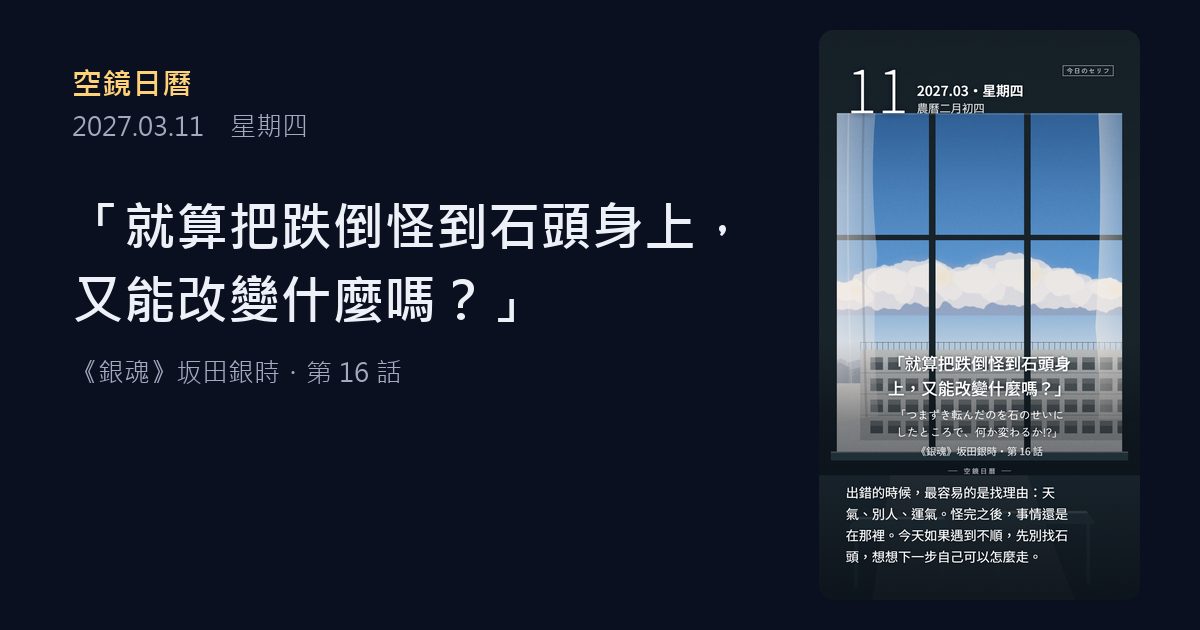 空鏡日曆
2027.03.11 星期四
「就算把跌倒怪到石頭身上，
又能改變什麼嗎？」
《銀魂》坂田銀時・第 16 話
今日のセリフ
11
2027.03・星期四
農曆二月初四
「就算把跌倒怪到石頭身
上，又能改變什麼嗎？」
「つまずき転んだのを石のせいに
したところで、何か変わるか!?」
《銀魂》坂田銀時・第 16 話
— 空鏡日曆 —
出錯的時候，最容易的是找理由：天
氣、別人、運氣。怪完之後，事情還是
在那裡。今天如果遇到不順，先別找石
頭，想想下一步自己可以怎麼走。